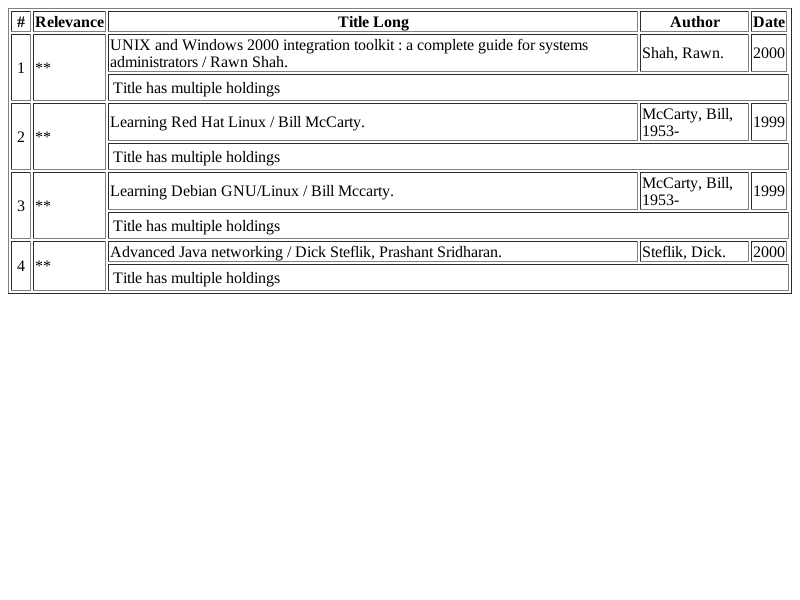 # Relevance Title Long Author Date
1 ** UNIX and Windows 2000 integration toolkit : a complete guide for systems administrators / Rawn Shah. Shah, Rawn. 2000
Title has multiple holdings
2 ** Learning Red Hat Linux / Bill McCarty. McCarty, Bill, 1953- 1999
Title has multiple holdings
3 ** Learning Debian GNU/Linux / Bill Mccarty. McCarty, Bill, 1953- 1999
Title has multiple holdings
4 ** Advanced Java networking / Dick Steflik, Prashant Sridharan. Steflik, Dick. 2000
Title has multiple holdings